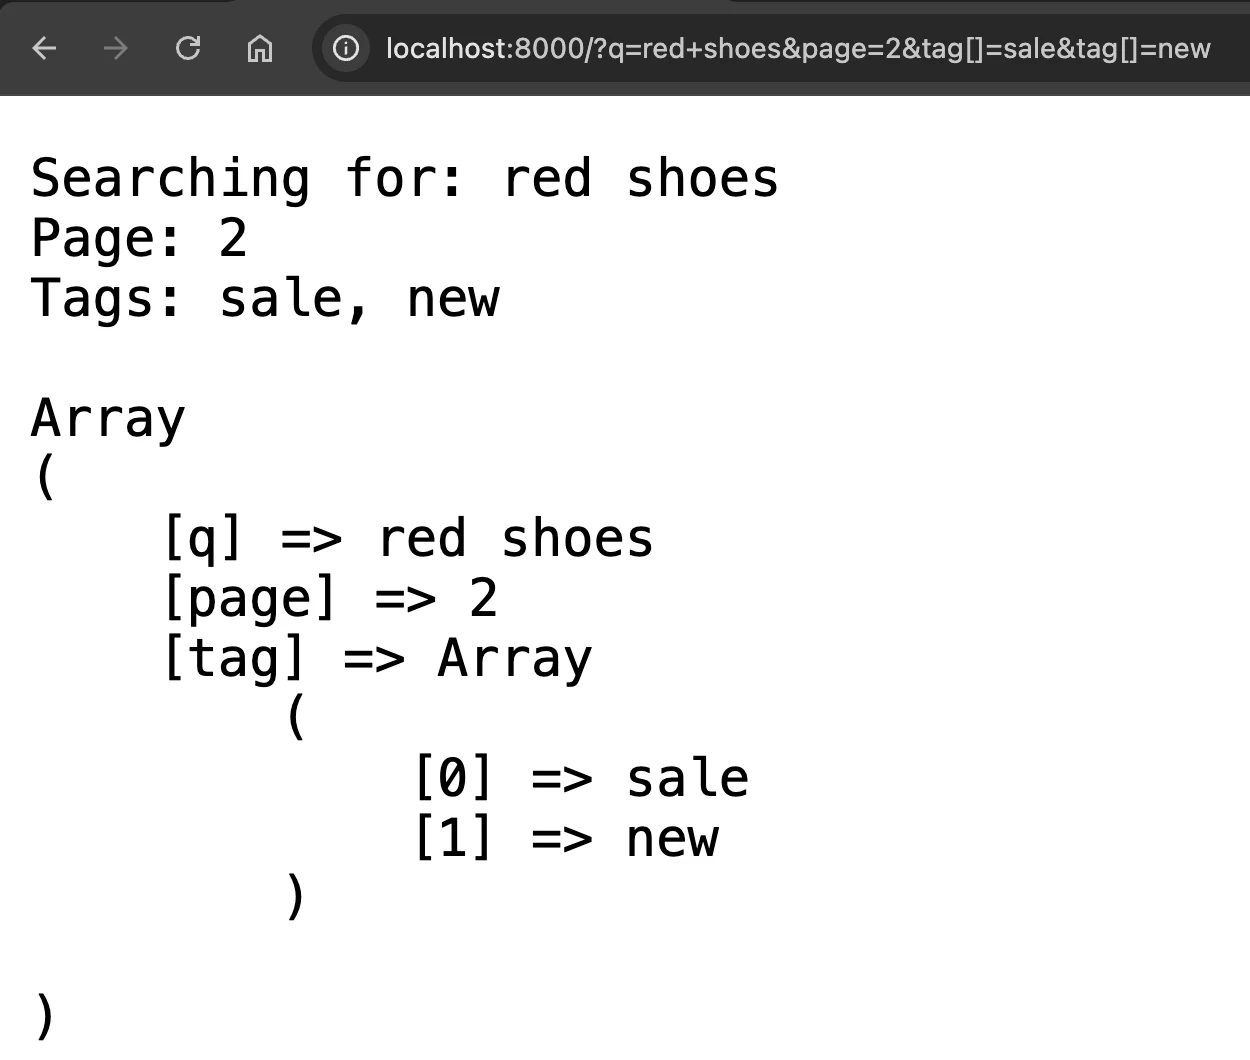 localhost:8000/?q=red+shoes&page=2&tag[]=sale&tag[]=new
Searching for: red shoes
Page: 2
Tags: sale, new
Array
(
[q] => red shoes
[page] => 2
[tag] => Array
(
[0] => sale
[1] => new
)
)